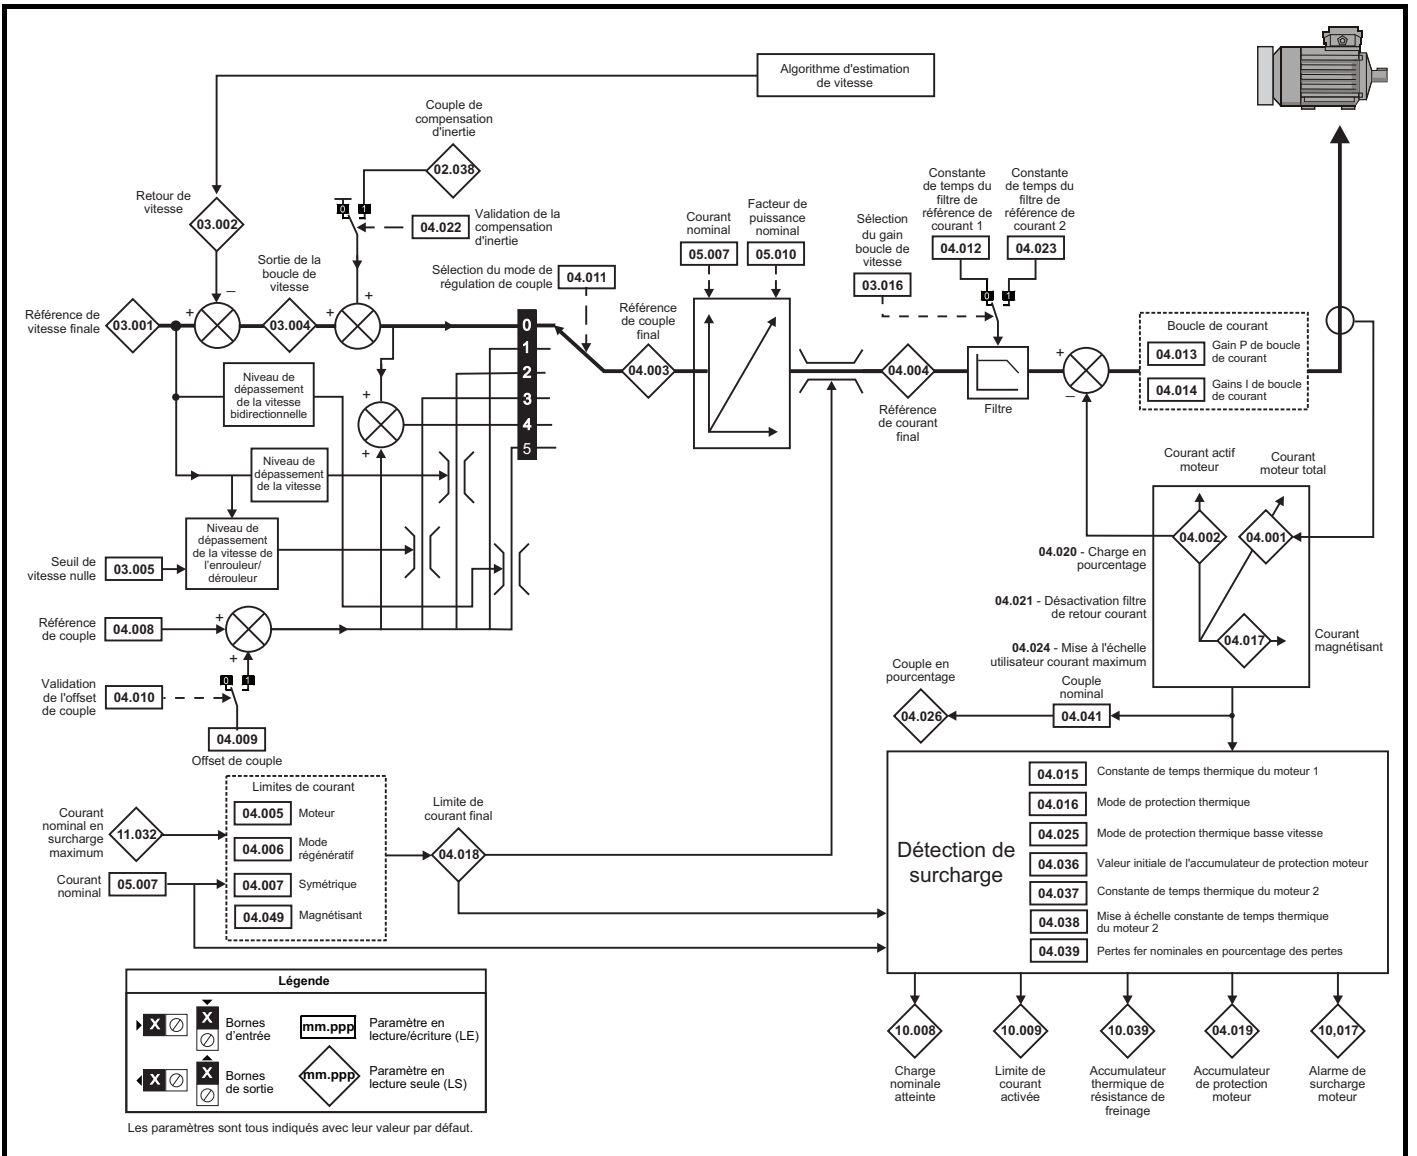 Algorithme d'estimation
de vitesse
Couple de
compensation
d'inertie
02.038
Retour de
vitesse
03.002
0 1
04.022
Validation de la
compensation
d'inertie
Sortie de la
boucle de
vitesse
Sélection du mode de
régulation de couple
04.011
Référence de
vitesse finale
03.001
+
–
03.004
+
+
0
1
2
3
4
5
Référence
de couple
final
04.003
Courant
nominal
05.007
Facteur de
puissance
nominal
05.010
Sélection
du gain
boucle de
vitesse
03.016
Constante
de temps du
filtre de
référence de
courant 1
04.012
Constante
de temps du
filtre de
référence de
courant 2
04.023
0 1
04.004
Référence
de courant
final
Filtre
+
–
Boucle de courant
04.013
Gain P de boucle
de courant
04.014
Gains I de boucle
de courant
Niveau de
dépassement
de la vitesse
bidirectionnelle
+
+
Niveau de
dépassement
de la vitesse
Niveau de
dépassement
de la vitesse de
l'enrouleur/
dérouleur
Seuil de
vitesse nulle
03.005
Référence
de couple
04.008
+
+
Validation
de l'offset
de couple
04.010
0 1
04.009
Offset de couple
Courant actif
moteur
Courant
moteur total
04.002
04.001
04.017
Courant
magnétisant
04.020 - Charge en
pourcentage
04.021 - Désactivation filtre
de retour courant
04.024 - Mise à l'échelle
utilisateur courant maximum
Couple en
pourcentage
04.026
Couple
nominal
04.041
Courant
nominal en
surcharge
maximum
11.032
Courant
nominal
05.007
Limites de courant
04.005
Moteur
04.006
Mode
régénératif
04.007
Symétrique
04.049
Magnétisant
Limite de
courant final
04.018
Détection de
surcharge
04.015
Constante de temps thermique du moteur 1
04.016
Mode de protection thermique
04.025
Mode de protection thermique basse vitesse
04.036
Valeur initiale de l'accumulateur de protection moteur
04.037
Constante de temps thermique du moteur 2
04.038
Mise à échelle constante de temps thermique
du moteur 2
04.039
Pertes fer nominales en pourcentage des pertes
10.008
Charge
nominale
atteinte
10.009
Limite de
courant
activée
10.039
Accumulateur
thermique de
résistance de
freinage
04.019
Accumulateur
de protection
moteur
10,017
Alarme de
surcharge
moteur
Légende
X
X
Bornes
d'entrée
mm.ppp
Paramètre en
lecture/écriture (LE)
X
X
Bornes
de sortie
mm.ppp
Paramètre en
lecture seule (LS)
Les paramètres sont tous indiqués avec leur valeur par défaut.